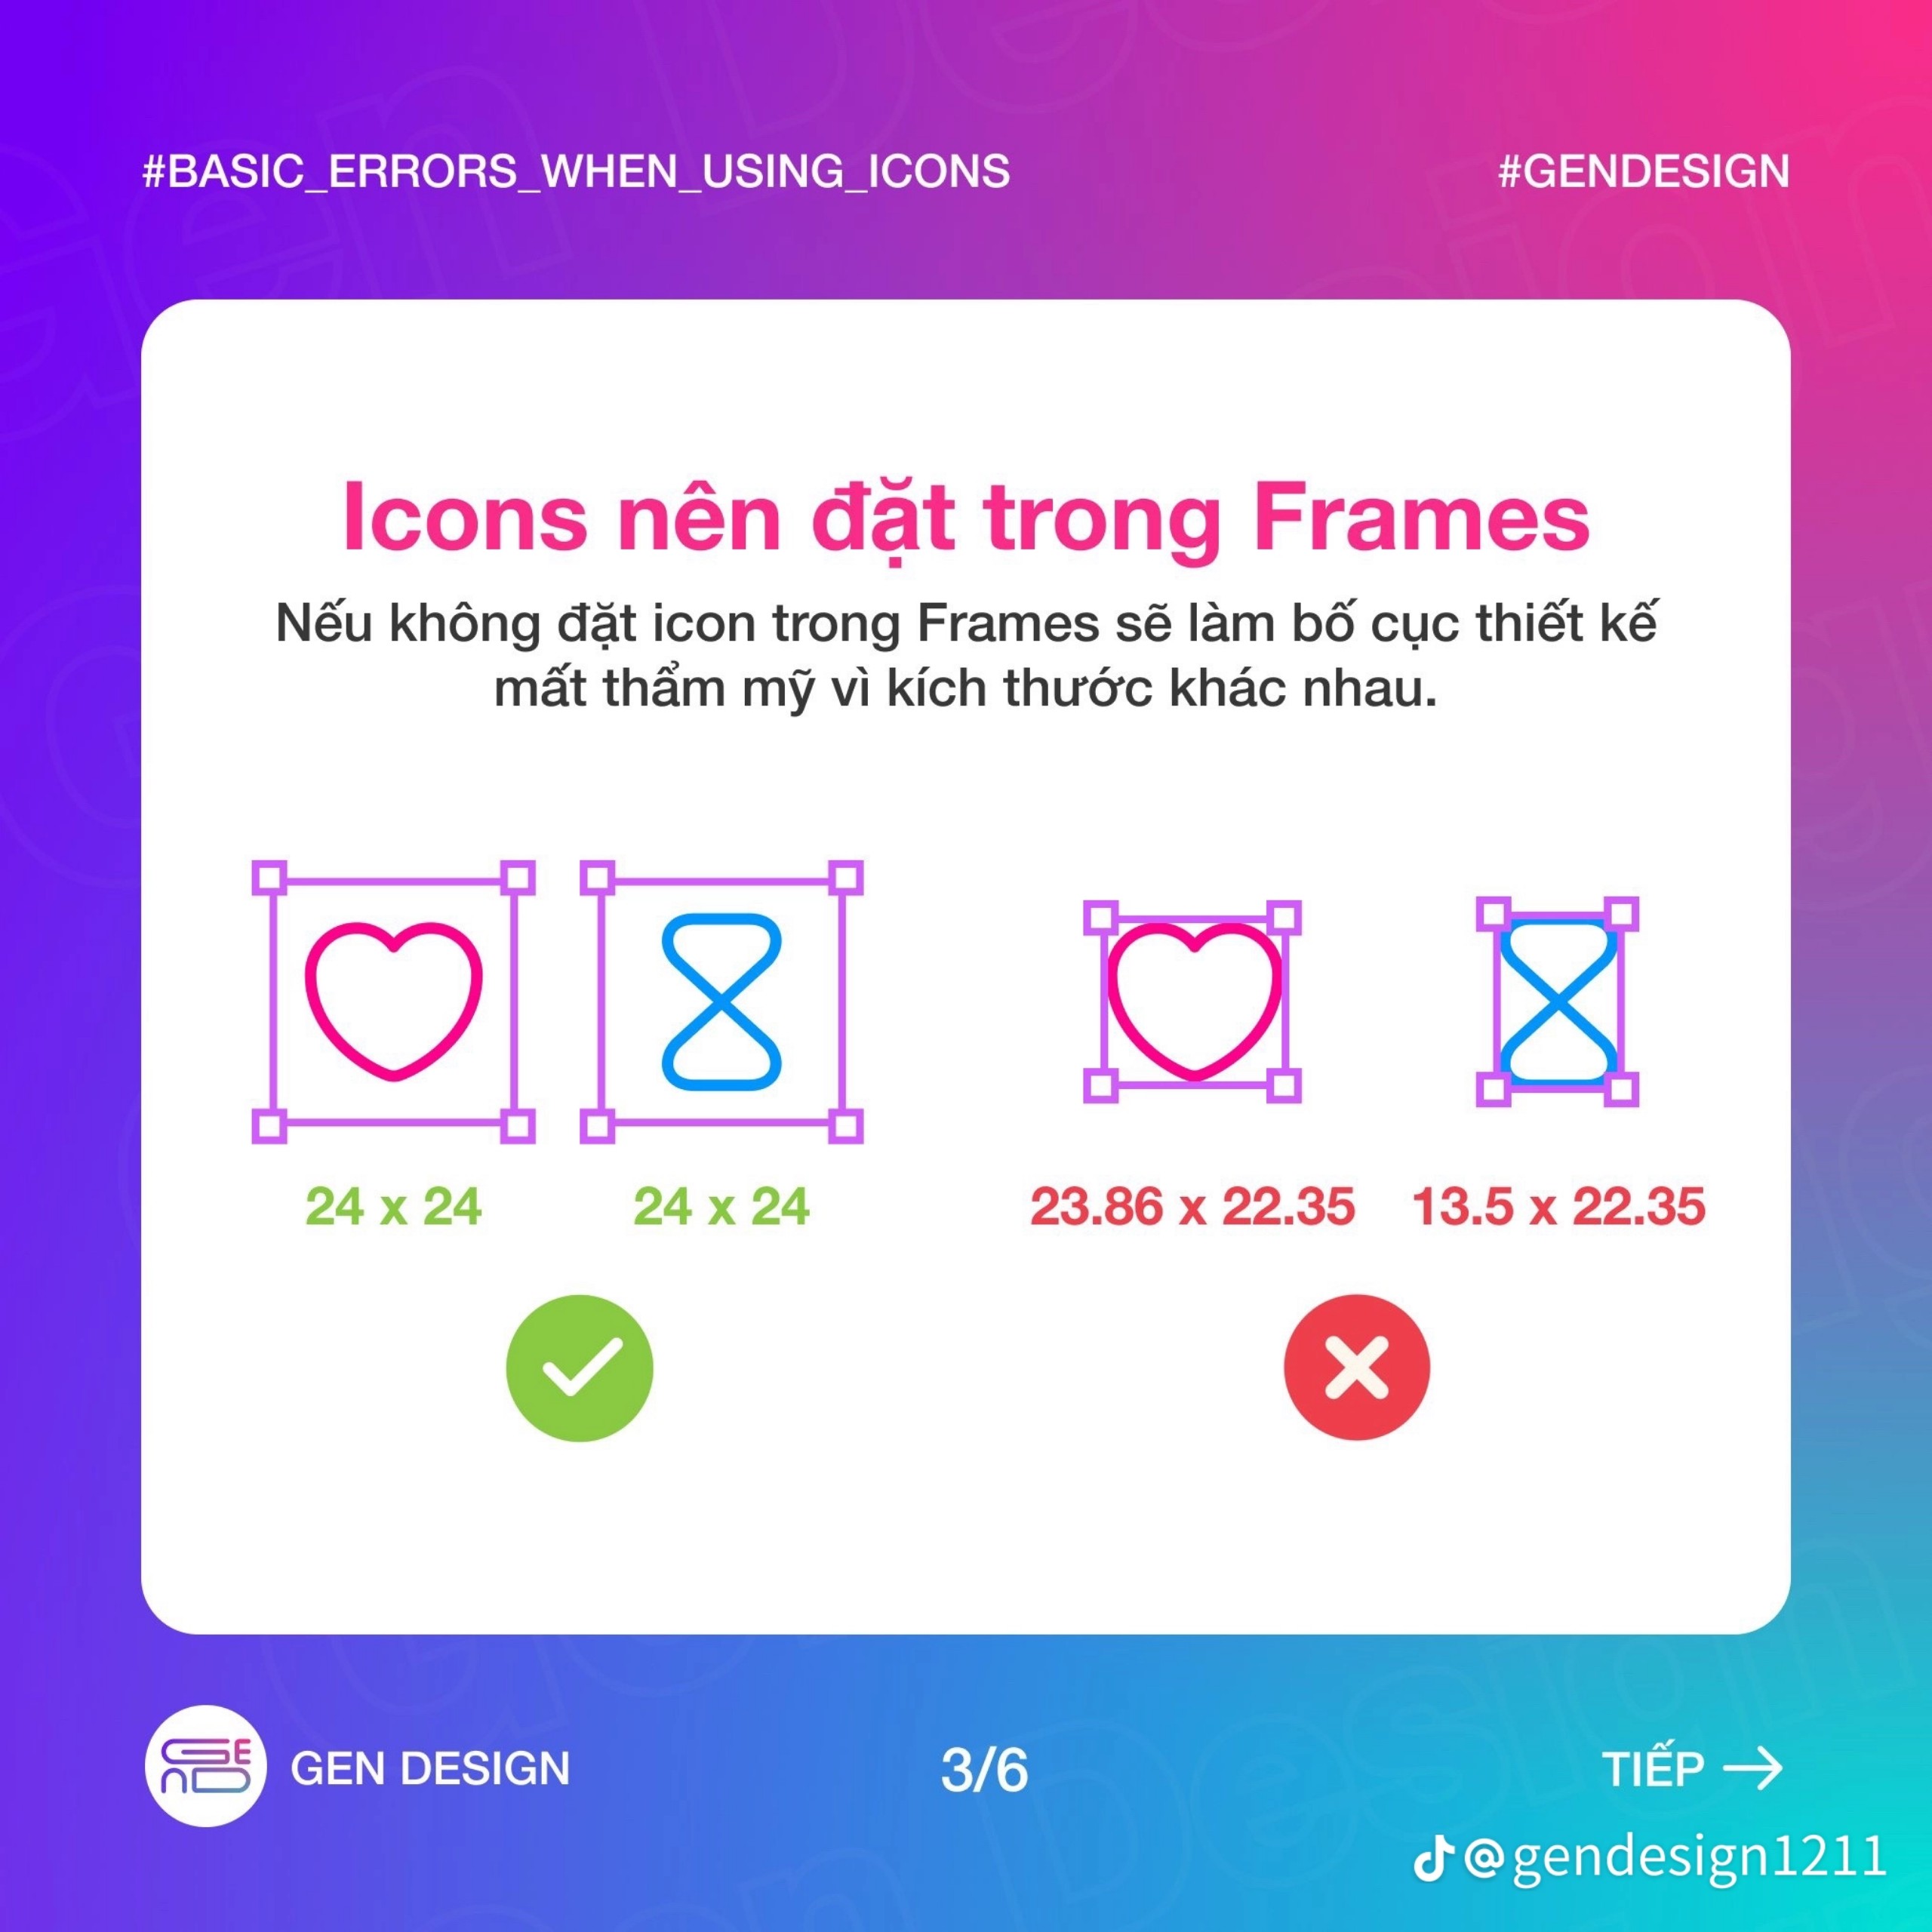 #BASIC_ERRORS_WHEN_USING_ICONS
#GENDESIGN
Icons nên đặt trong Frames
Nếu không đặt icon trong Frames sẽ làm bố cục thiết kế
mất thẩm mỹ vì kích thước khác nhau.
24 x 24
24 x 24
23.86 x 22.35
13.5 x 22.35
GEN DESIGN
3/6
TIẾP
@gendesign1211